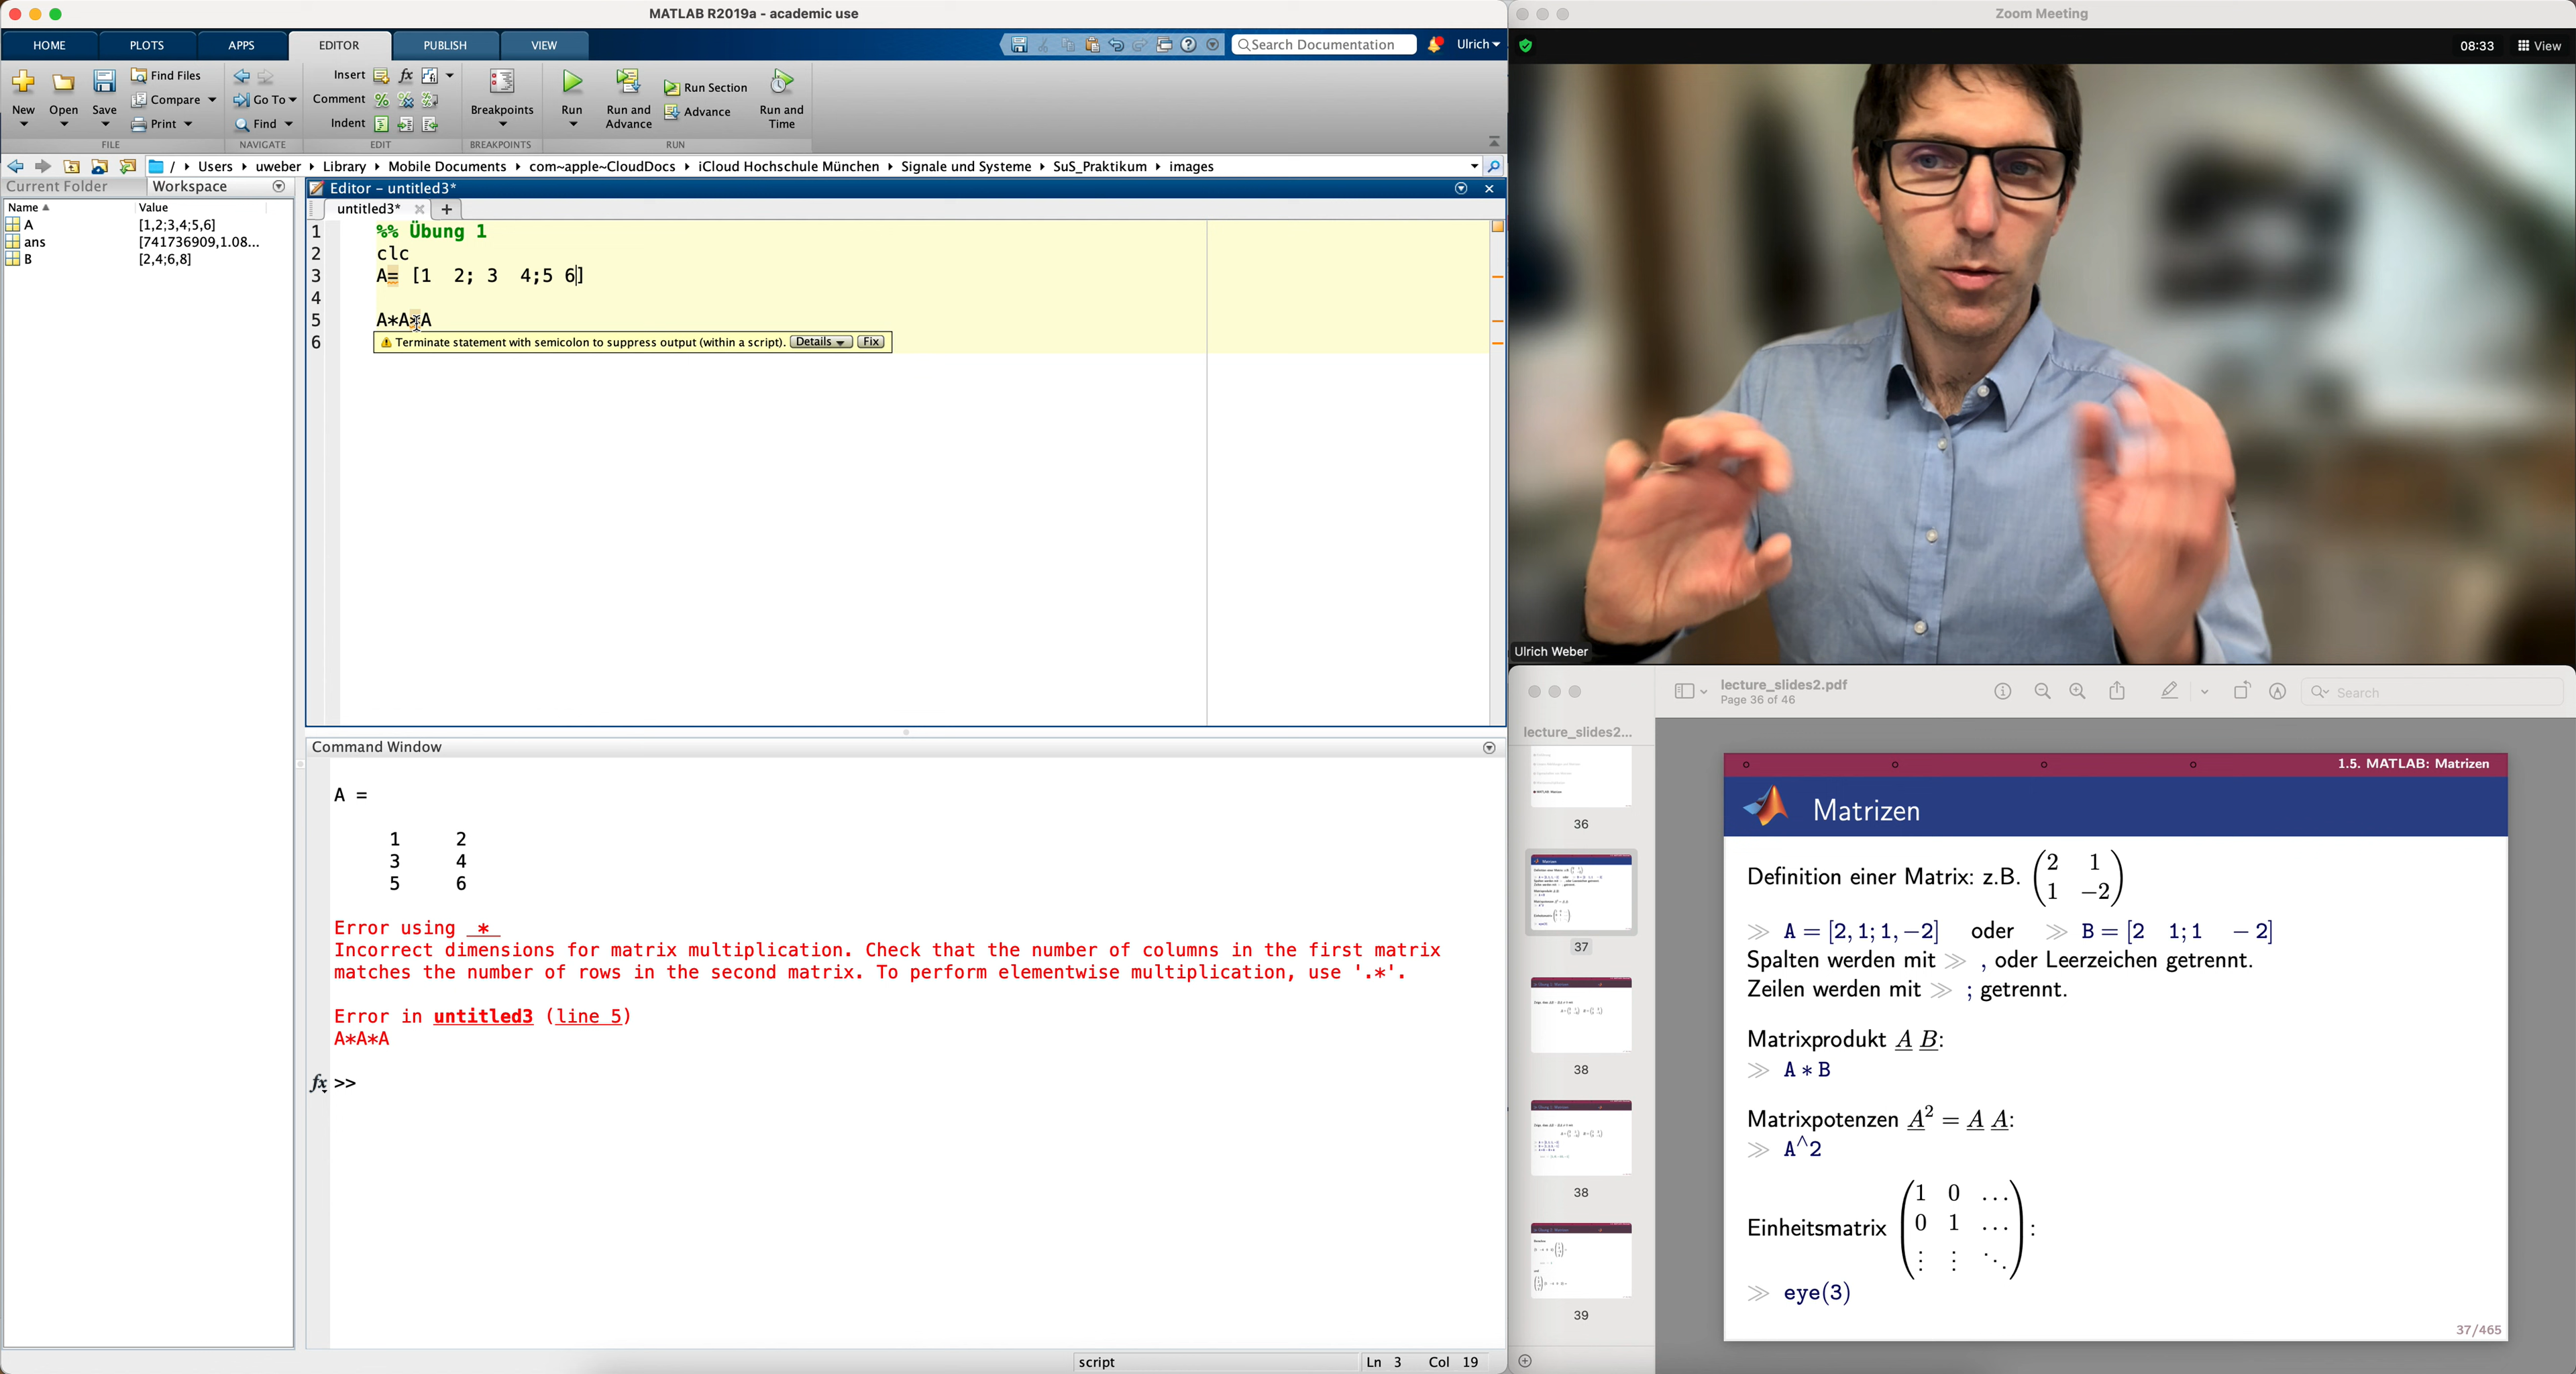 MATLAB R2019a - academic use
HOME PLOTS APPS EDITOR PUBLISH VIEW
Search Documentation
Ulrich
New
Open
Save
Find Files
Compare
Print
FILE
Go To
Find
NAVIGATE
Insert
fx
Comment
Indent
EDIT
Breakpoints
BREAKPOINTS
Run
Run and Advance
Run Section
Advance
Run and Time
RUN
/ Users uweber Library Mobile Documents com~apple~CloudDocs iCloud Hochschule München Signale und Systeme SuS_Praktikum images
Current Folder
Workspace
Name Value
A [1,2;3,4;5,6]
ans [741736909,1.08...
B [2,4;6,8]
Editor - untitled3*
untitled3*
1 %% Übung 1
2 clc
3 A= [1 2; 3 4;5 6]
4
5 A*A*A
6
Terminate statement with semicolon to suppress output (within a script). Details Fix
Command Window
A =
1 2
3 4
5 6
Error using *
Incorrect dimensions for matrix multiplication. Check that the number of columns in the first matrix
matches the number of rows in the second matrix. To perform elementwise multiplication, use '.*'.
Error in untitled3 (line 5)
A*A*A
fx >>
script
Ln 3 Col 19
Zoom Meeting
08:33
View
Ulrich Weber
lecture_slides2.pdf
Page 36 of 46
Search
lecture_slides2...
36
37
38
38
39
1.5. MATLAB: Matrizen
Matrizen
Definition einer Matrix: z.B. (2 1
1 −2)
≫ A = [2, 1; 1, −2] oder ≫ B = [2 1; 1 − 2]
Spalten werden mit ≫ , oder Leerzeichen getrennt.
Zeilen werden mit ≫ ; getrennt.
Matrixprodukt A B:
≫ A * B
Matrixpotenzen A² = A A:
≫ A^2
Einheitsmatrix (1 0 …
0 1 …
⋮ ⋮ ⋱) :
≫ eye(3)
37/465